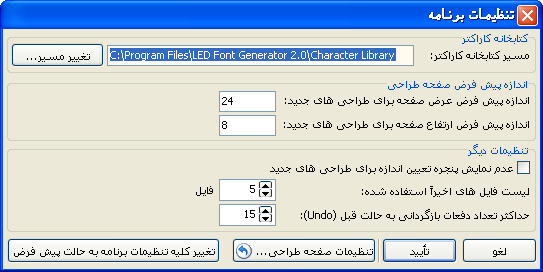 تنظیمات برنامه
کتابخانه کاراکتر
مسیر کتابخانه کاراکتر: C:\Program Files\LED Font Generator 2.0\Character Library تغییر مسیر...
اندازه پیش فرض صفحه طراحی
اندازه پیش فرض عرض صفحه برای طراحی های جدید: 24
اندازه پیش فرض ارتفاع صفحه برای طراحی های جدید: 8
تنظیمات دیگر
عدم نمایش پنجره تعیین اندازه برای طراحی های جدید
لیست فایل های اخیراً استفاده شده: 5 فایل
حداکثر تعداد دفعات بازگردانی به حالت قبل (Undo): 15
لغو تأیید تنظیمات صفحه طراحی... تغییر کلیه تنظیمات برنامه به حالت پیش فرض